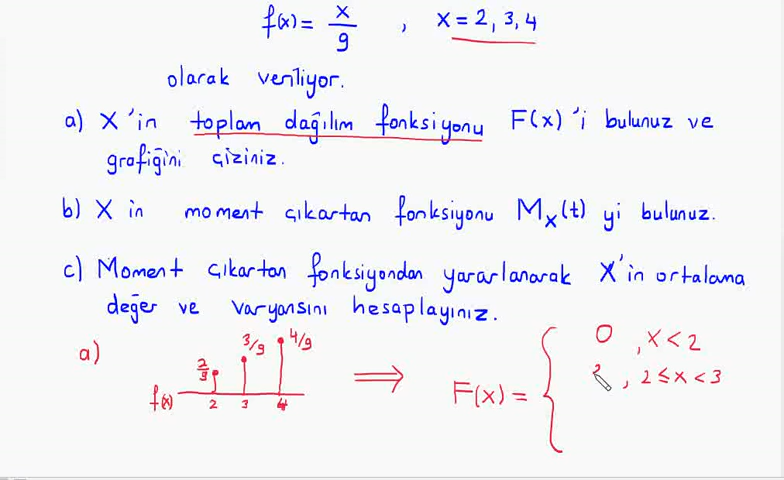 f(x) = x/9 , x = 2, 3, 4
olarak veriliyor.
a) X'in toplam dağılım fonksiyonu F(x)'i bulunuz ve
grafiğini çiziniz.
b) X in moment çıkartan fonksiyonu M_X(t) yi bulunuz.
c) Moment çıkartan fonksiyondan yararlanarak X'in ortalama
değer ve varyansını hesaplayınız.
a)
2/9 3/9 4/9
f(x) 2 3 4
⟹ F(x) = {
0 , x < 2
2 , 2 ≤ x < 3